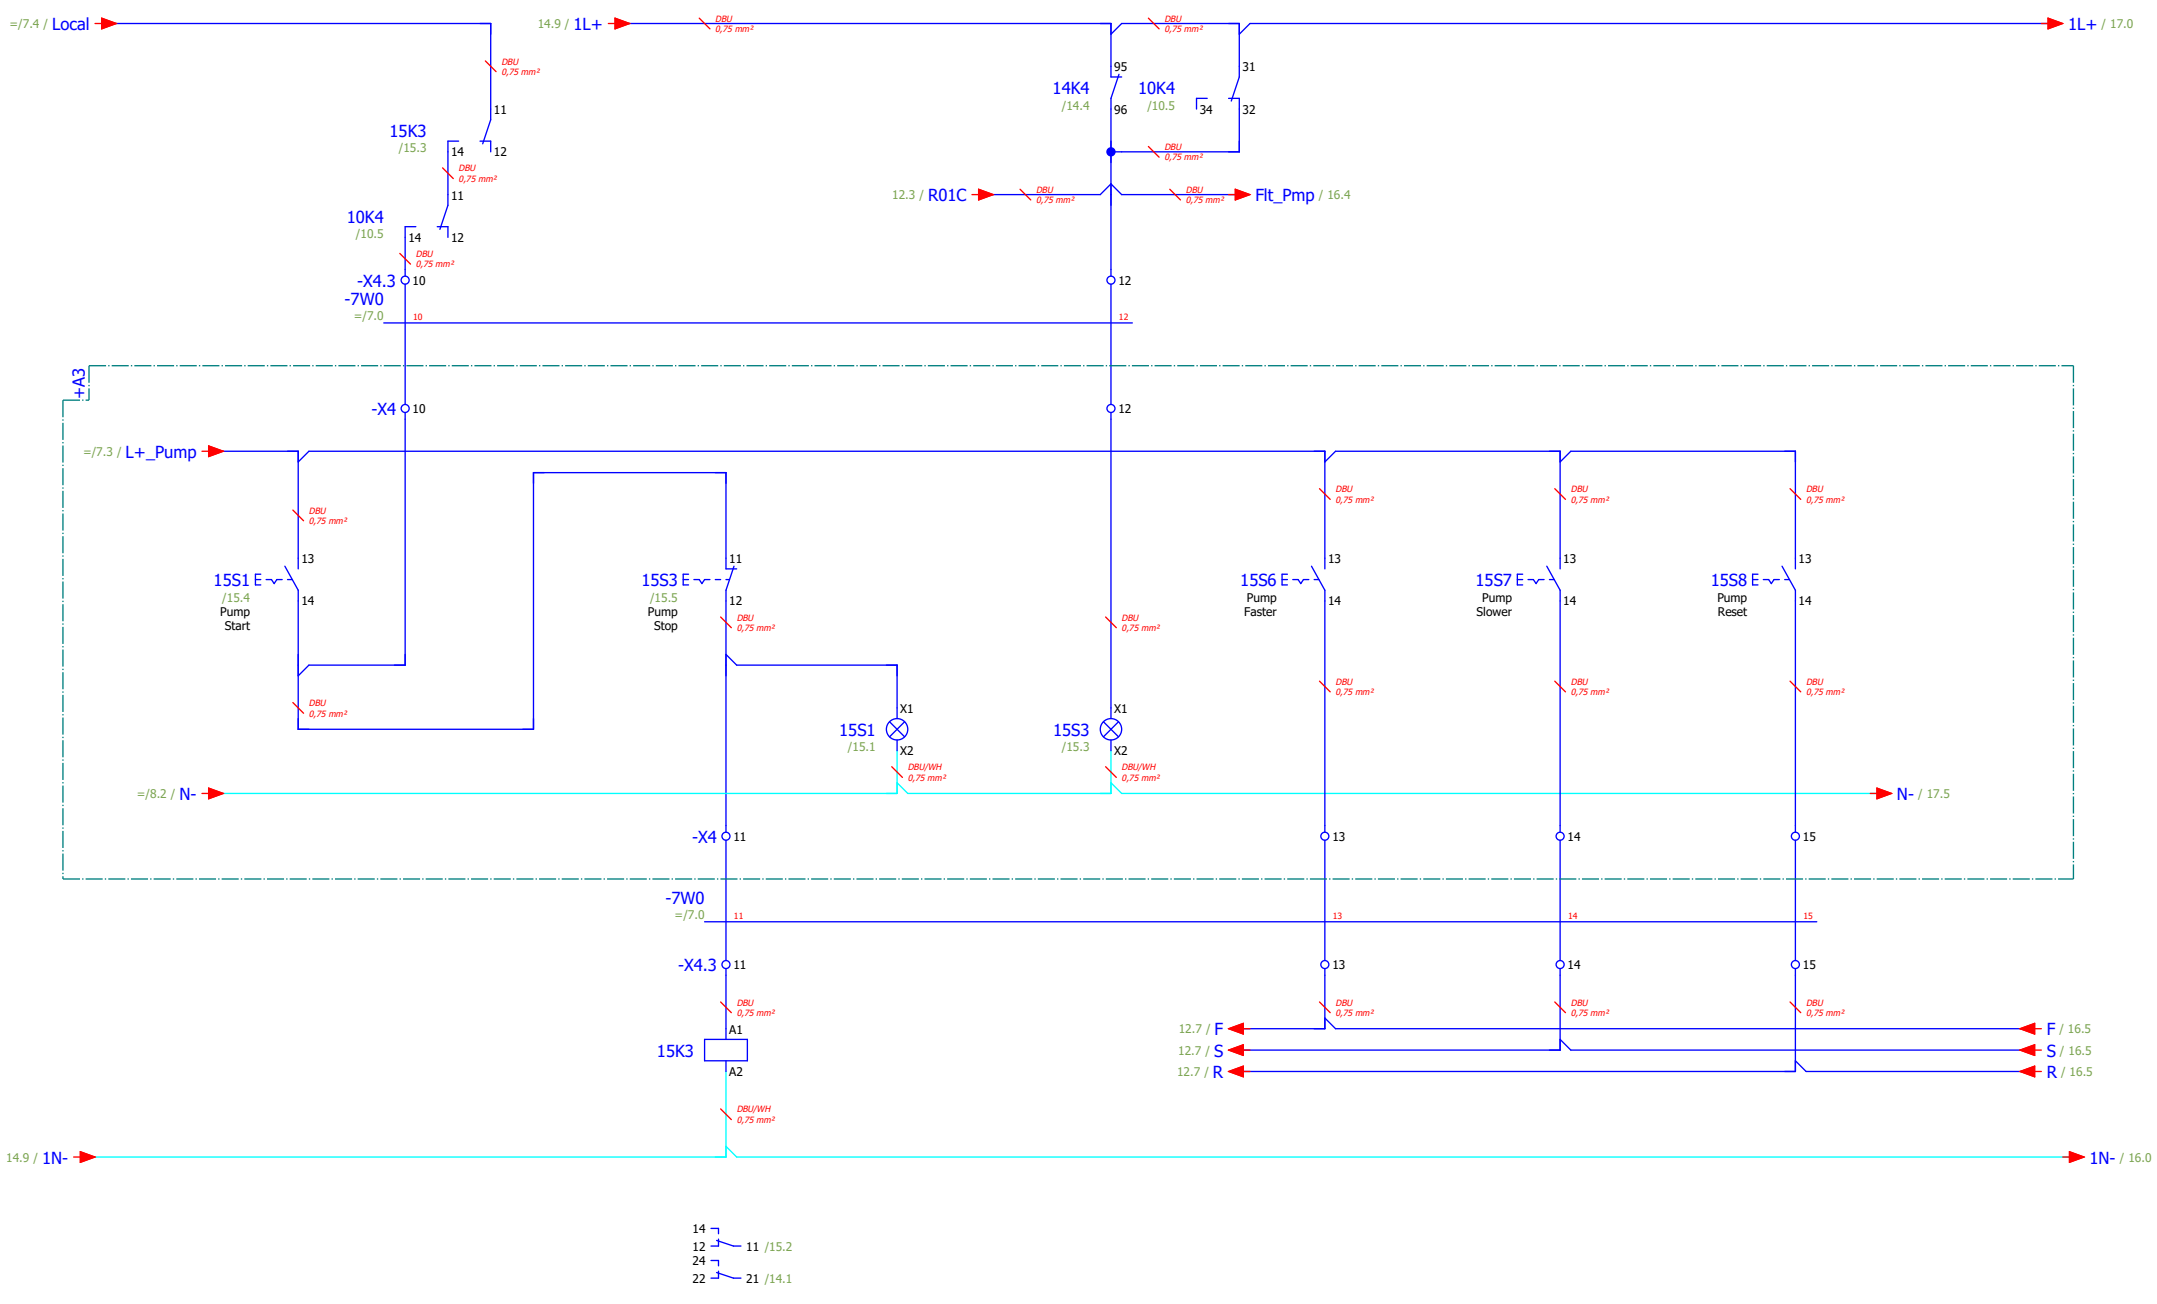 =/7.4 / Local
14.9 / 1L+
DBU
0,75 mm²
DBU
0,75 mm²
1L+ / 17.0
DBU
0,75 mm²
95
31
14K4
/14.4
10K4
/10.5
96
34
32
11
15K3
/15.3
14
12
DBU
0,75 mm²
DBU
0,75 mm²
11
12.3 / R01C
DBU
0,75 mm²
DBU
0,75 mm²
Flt_Pmp / 16.4
10K4
/10.5
14
12
DBU
0,75 mm²
-X4.3
10
12
-7W0
=/7.0
10
12
+A3
-X4
10
12
=/7.3 / L+_Pump
DBU
0,75 mm²
DBU
0,75 mm²
DBU
0,75 mm²
DBU
0,75 mm²
13
11
13
13
13
15S1
/15.4
Pump
Start
14
15S3
/15.5
Pump
Stop
12
15S6
Pump
Faster
14
15S7
Pump
Slower
14
15S8
Pump
Reset
14
DBU
0,75 mm²
DBU
0,75 mm²
DBU
0,75 mm²
DBU
0,75 mm²
DBU
0,75 mm²
DBU
0,75 mm²
X1
15S1
/15.1
X2
X1
15S3
/15.3
X2
DBU/WH
0,75 mm²
DBU/WH
0,75 mm²
=/8.2 / N-
N- / 17.5
-X4
11
13
14
15
-7W0
=/7.0
11
13
14
15
-X4.3
11
13
14
15
DBU
0,75 mm²
DBU
0,75 mm²
DBU
0,75 mm²
DBU
0,75 mm²
A1
15K3
A2
12.7 / F
F / 16.5
12.7 / S
S / 16.5
12.7 / R
R / 16.5
DBU/WH
0,75 mm²
14.9 / 1N-
1N- / 16.0
14
12
11 /15.2
24
22
21 /14.1